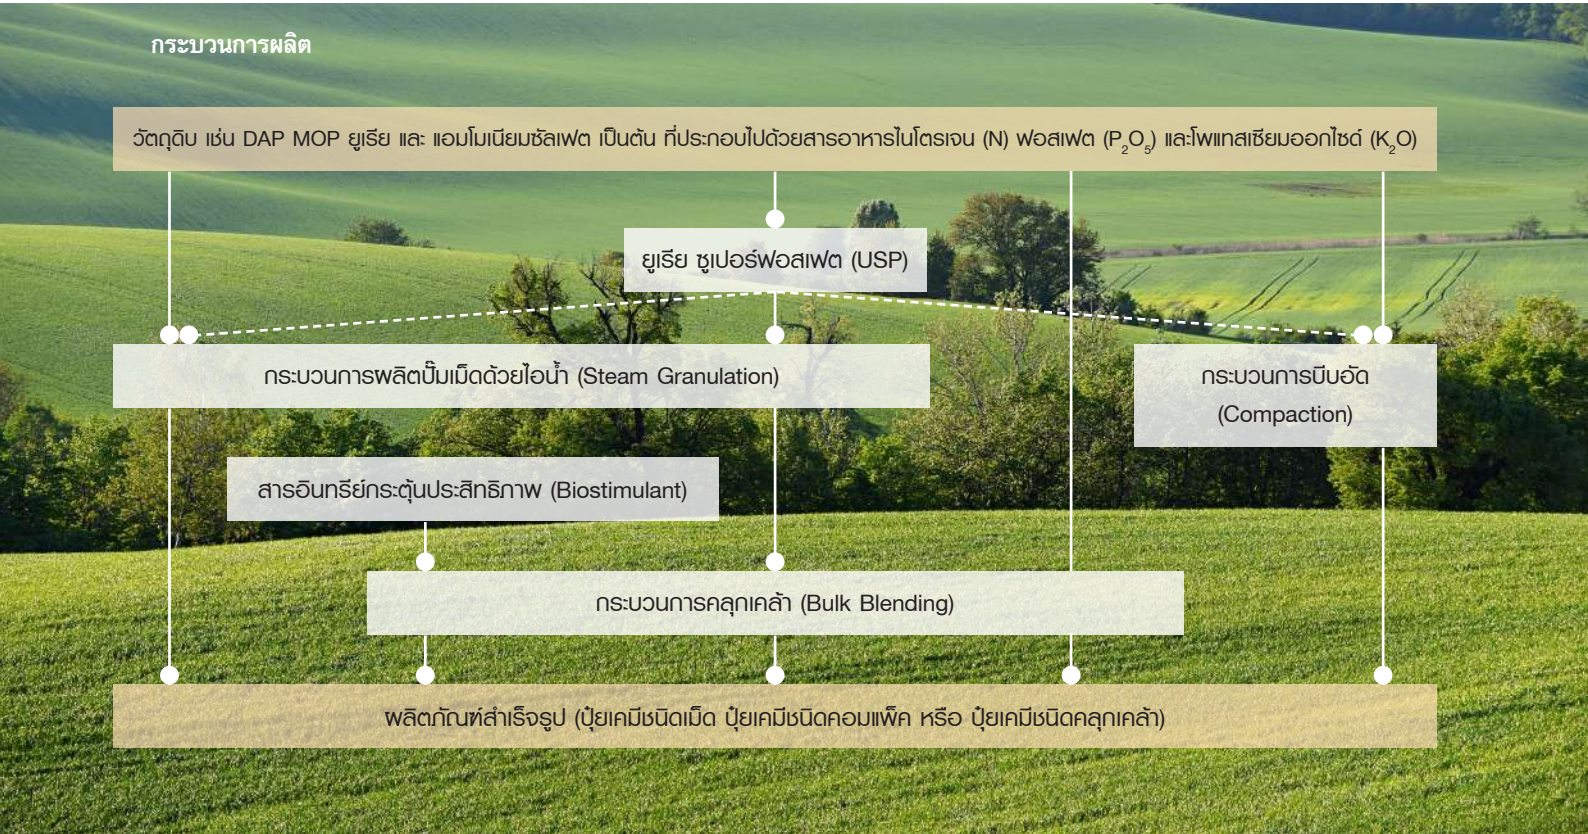 กระบวนการผลิต
วัตถุดิบ เช่น DAP MOP ยูเรีย และ แอมโมเนียมซัลเฟต เป็นต้น ที่ประกอบไปด้วยสารอาหารไนโตรเจน (N) ฟอสเฟต (P₂O₅) และโพแทสเซียมออกไซด์ (K₂O)
ยูเรีย ซูเปอร์ฟอสเฟต (USP)
กระบวนการผลิตปั๊มเม็ดด้วยไอน้ำ (Steam Granulation)
กระบวนการบีบอัด
(Compaction)
สารอินทรีย์กระตุ้นประสิทธิภาพ (Biostimulant)
กระบวนการคลุกเคล้า (Bulk Blending)
ผลิตภัณฑ์สำเร็จรูป (ปุ๋ยเคมีชนิดเม็ด ปุ๋ยเคมีชนิดคอมแพ็ค หรือ ปุ๋ยเคมีชนิดคลุกเคล้า)